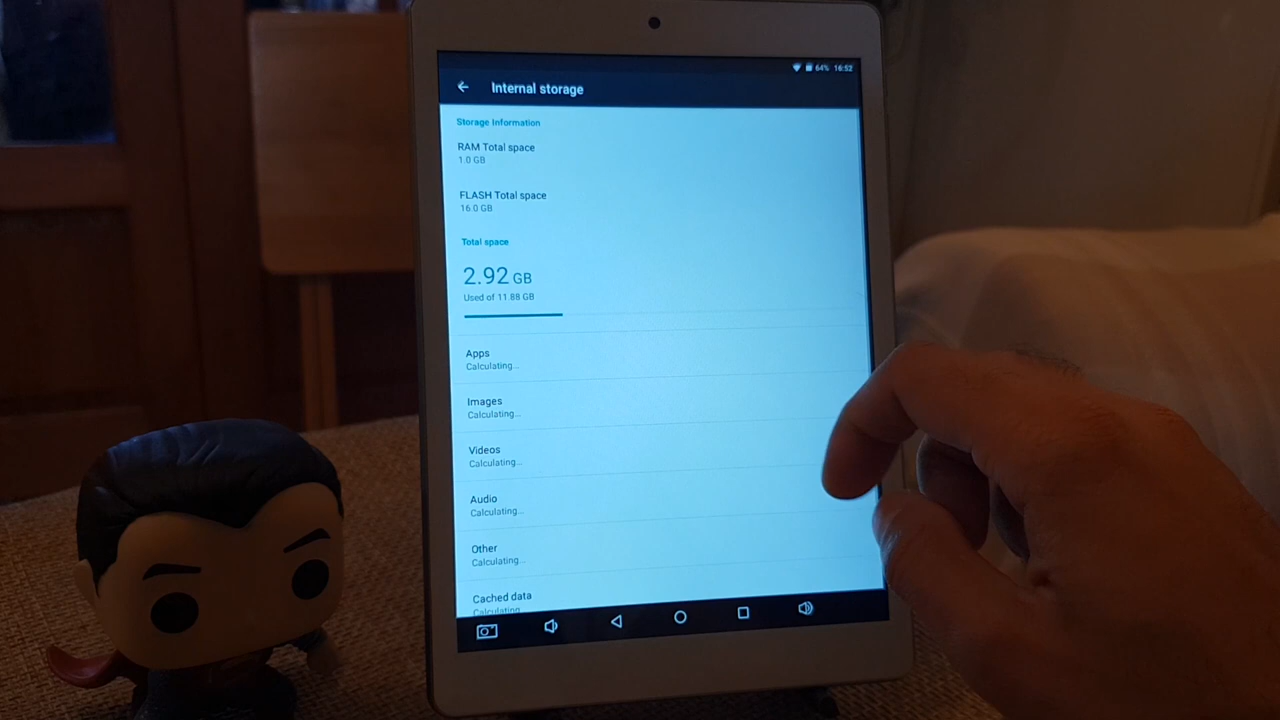 64% 16:52
Internal storage
Storage Information
RAM Total space
1.0 GB
FLASH Total space
16.0 GB
Total space
2.92 GB
Used of 11.88 GB
Apps
Calculating...
Images
Calculating...
Videos
Calculating...
Audio
Calculating...
Other
Calculating...
Cached data
Calculating...